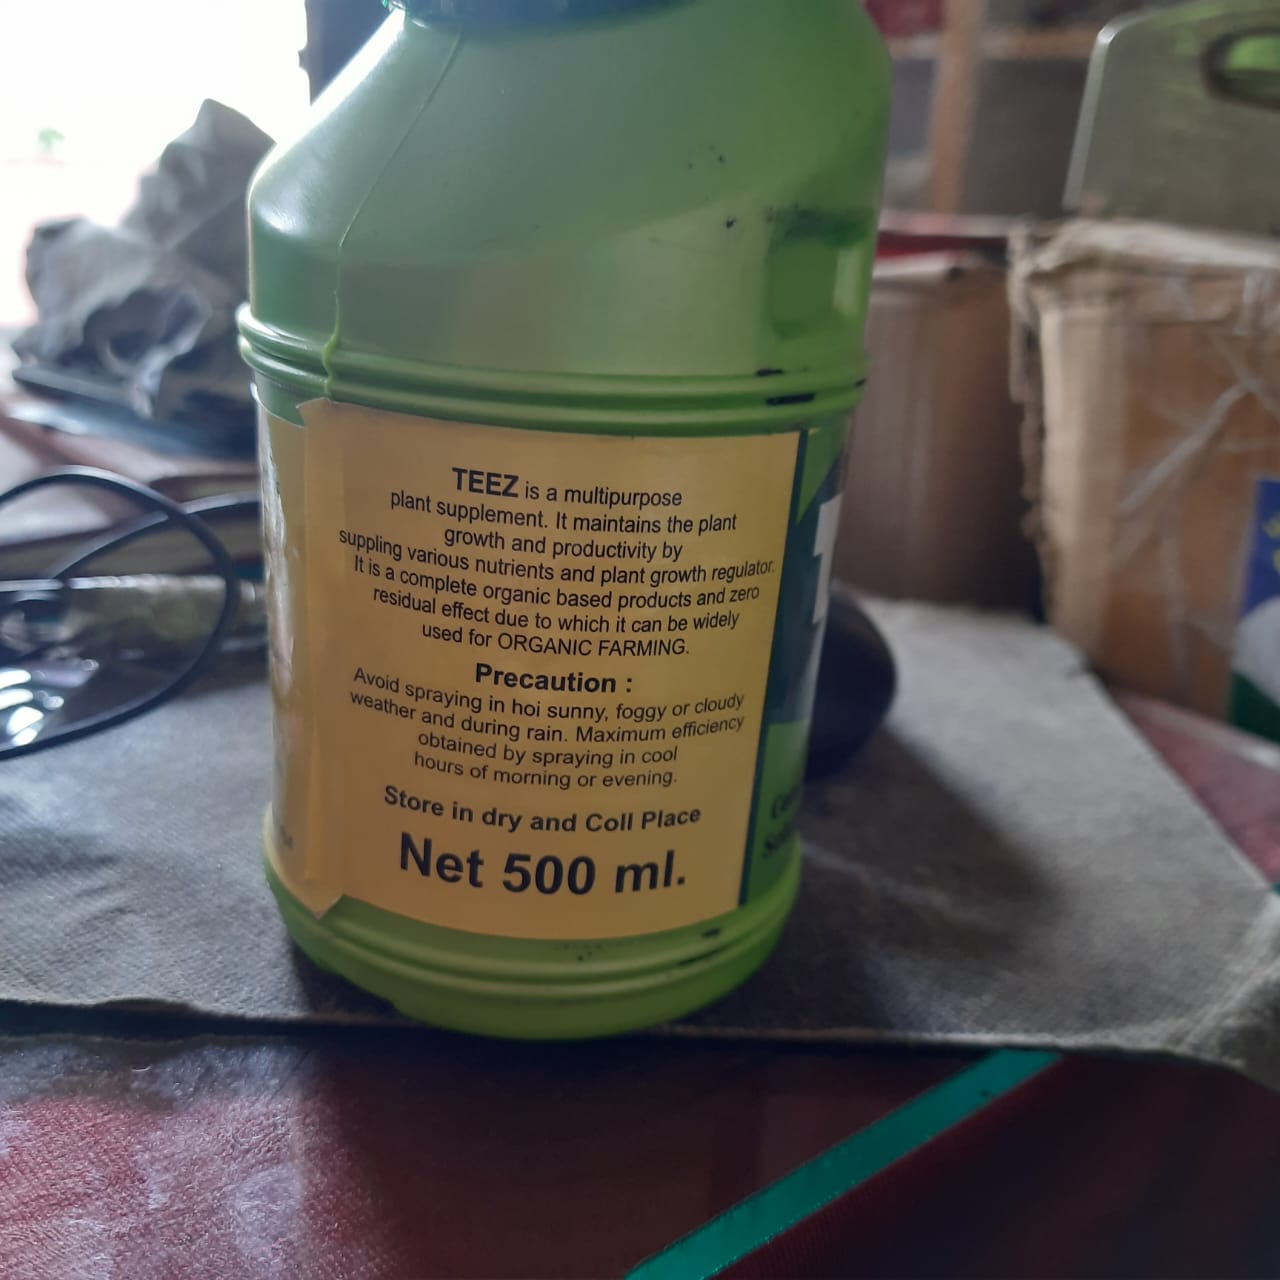 TEEZ is a multipurpose
plant supplement. It maintains the plant
growth and productivity by
suppling various nutrients and plant growth regulator.
It is a complete organic based products and zero
residual effect due to which it can be widely
used for ORGANIC FARMING.
Precaution :
Avoid spraying in hoi sunny, foggy or cloudy
weather and during rain. Maximum efficiency
obtained by spraying in cool
hours of morning or evening.
Store in dry and Coll Place
Net 500 ml.